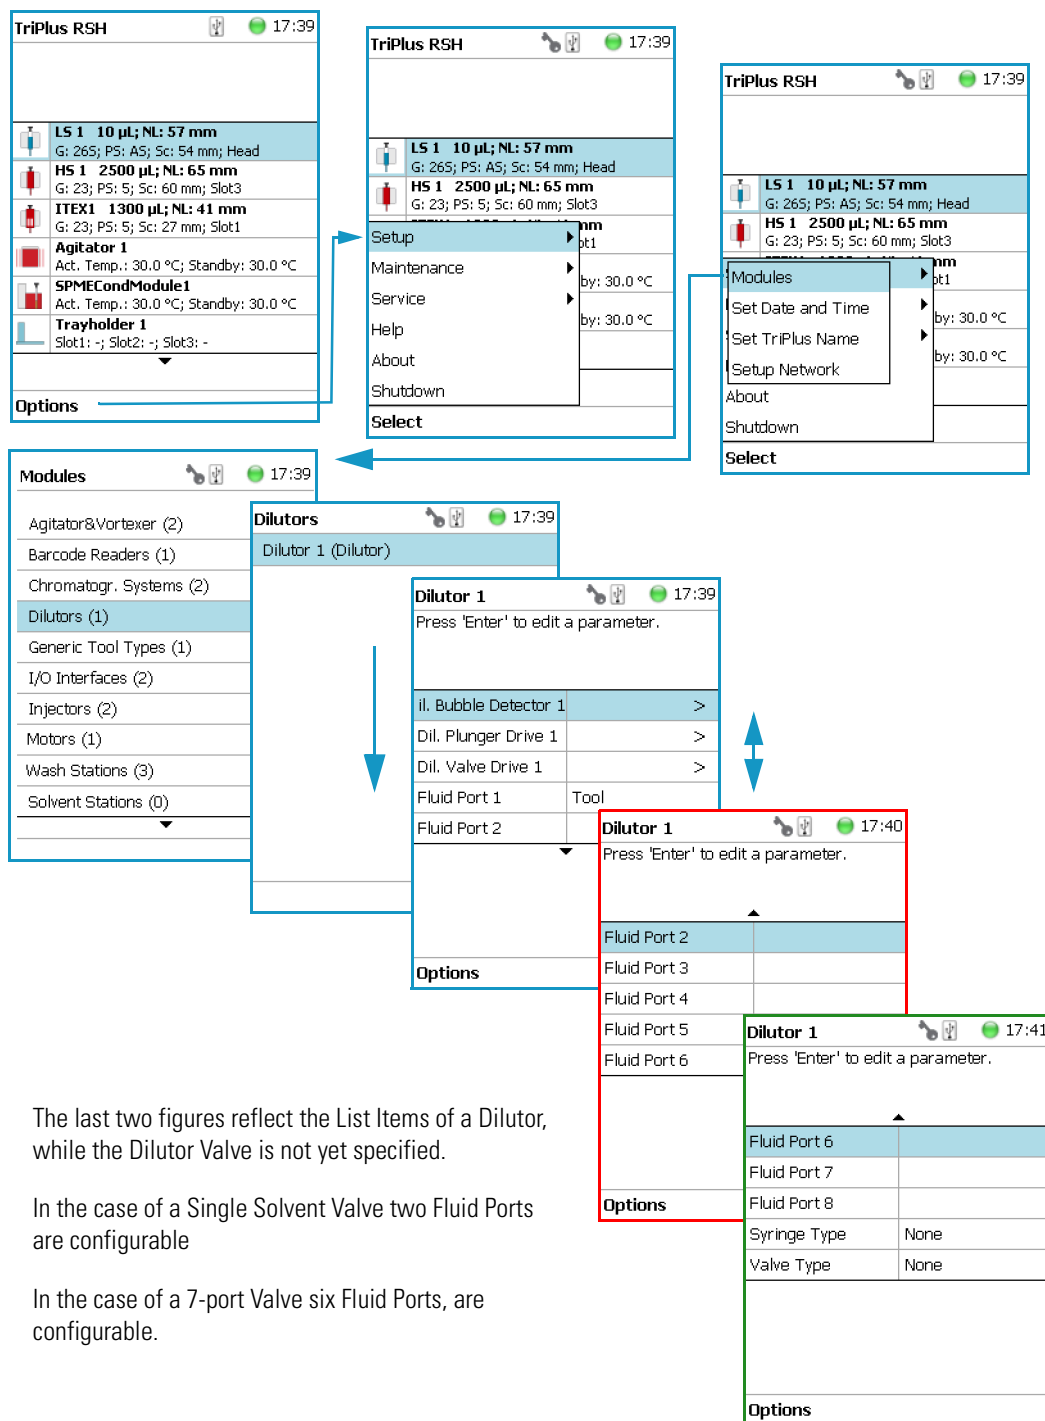 TriPlus RSH 17:39
LS 1 10 µL; NL: 57 mm
G: 26S; PS: AS; Sc: 54 mm; Head
HS 1 2500 µL; NL: 65 mm
G: 23; PS: 5; Sc: 60 mm; Slot3
ITEX1 1300 µL; NL: 41 mm
G: 23; PS: 5; Sc: 27 mm; Slot1
Agitator 1
Act. Temp.: 30.0 °C; Standby: 30.0 °C
SPMECondModule1
Act. Temp.: 30.0 °C; Standby: 30.0 °C
Trayholder 1
Slot1: -; Slot2: -; Slot3: -
Options
TriPlus RSH 17:39
LS 1 10 µL; NL: 57 mm
G: 26S; PS: AS; Sc: 54 mm; Head
HS 1 2500 µL; NL: 65 mm
G: 23; PS: 5; Sc: 60 mm; Slot3
mm
Setup ot1
Maintenance
by: 30.0 °C
Service
by: 30.0 °C
Help
About
Shutdown
Select
TriPlus RSH 17:39
LS 1 10 µL; NL: 57 mm
G: 26S; PS: AS; Sc: 54 mm; Head
HS 1 2500 µL; NL: 65 mm
G: 23; PS: 5; Sc: 60 mm; Slot3
mm
Modules ot1
Set Date and Time
by: 30.0 °C
Set TriPlus Name
by: 30.0 °C
Setup Network
About
Shutdown
Select
Modules 17:39
Agitator&Vortexer (2)
Barcode Readers (1)
Chromatogr. Systems (2)
Dilutors (1)
Generic Tool Types (1)
I/O Interfaces (2)
Injectors (2)
Motors (1)
Wash Stations (3)
Solvent Stations (0)
Dilutors 17:39
Dilutor 1 (Dilutor)
Dilutor 1 17:39
Press 'Enter' to edit a parameter.
il. Bubble Detector 1 >
Dil. Plunger Drive 1 >
Dil. Valve Drive 1 >
Fluid Port 1 Tool
Fluid Port 2
Options
Dilutor 1 17:40
Press 'Enter' to edit a parameter.
Fluid Port 2
Fluid Port 3
Fluid Port 4
Fluid Port 5
Fluid Port 6
Options
Dilutor 1 17:41
Press 'Enter' to edit a parameter.
Fluid Port 6
Fluid Port 7
Fluid Port 8
Syringe Type None
Valve Type None
Options
The last two figures reflect the List Items of a Dilutor,
while the Dilutor Valve is not yet specified.
In the case of a Single Solvent Valve two Fluid Ports
are configurable
In the case of a 7-port Valve six Fluid Ports, are
configurable.